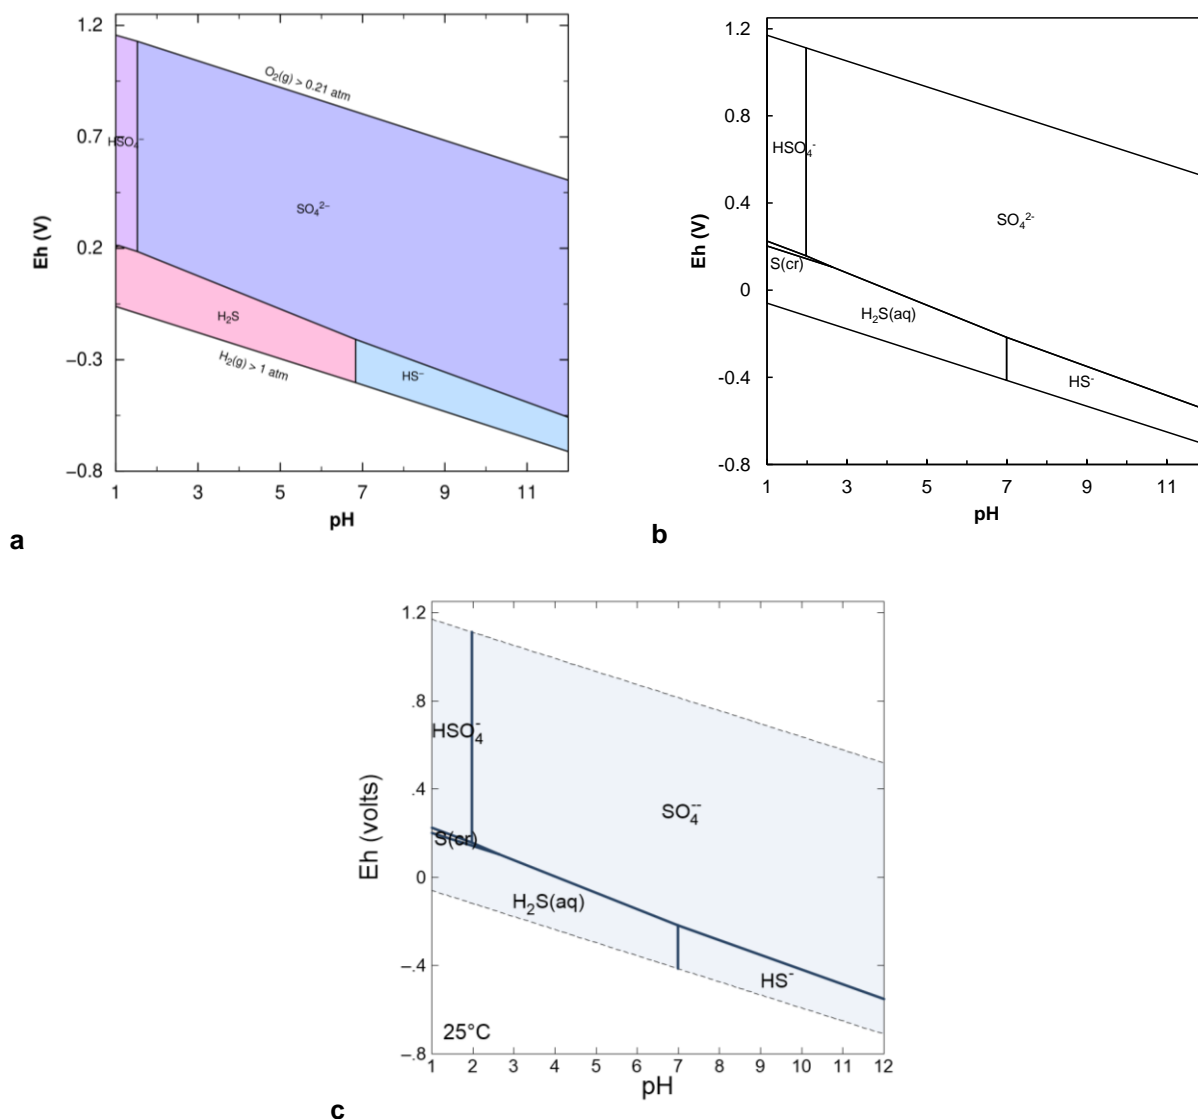 1.2
0.7
0.2
–0.3
–0.8
Eh (V)
O₂(g) > 0.21 atm
HSO₄⁻
SO₄²⁻
H₂S
H₂(g) > 1 atm
HS⁻
1 3 5 7 9 11
pH
a
1.2
0.8
0.4
0
-0.4
-0.8
Eh (V)
HSO₄⁻
SO₄²⁻
S(cr)
H₂S(aq)
HS⁻
1 3 5 7 9 11
pH
b
1.2
.8
.4
0
–.4
–.8
Eh (volts)
HSO₄⁻
SO₄⁻⁻
S(cr)
H₂S(aq)
HS⁻
25°C
1 2 3 4 5 6 7 8 9 10 11 12
pH
c